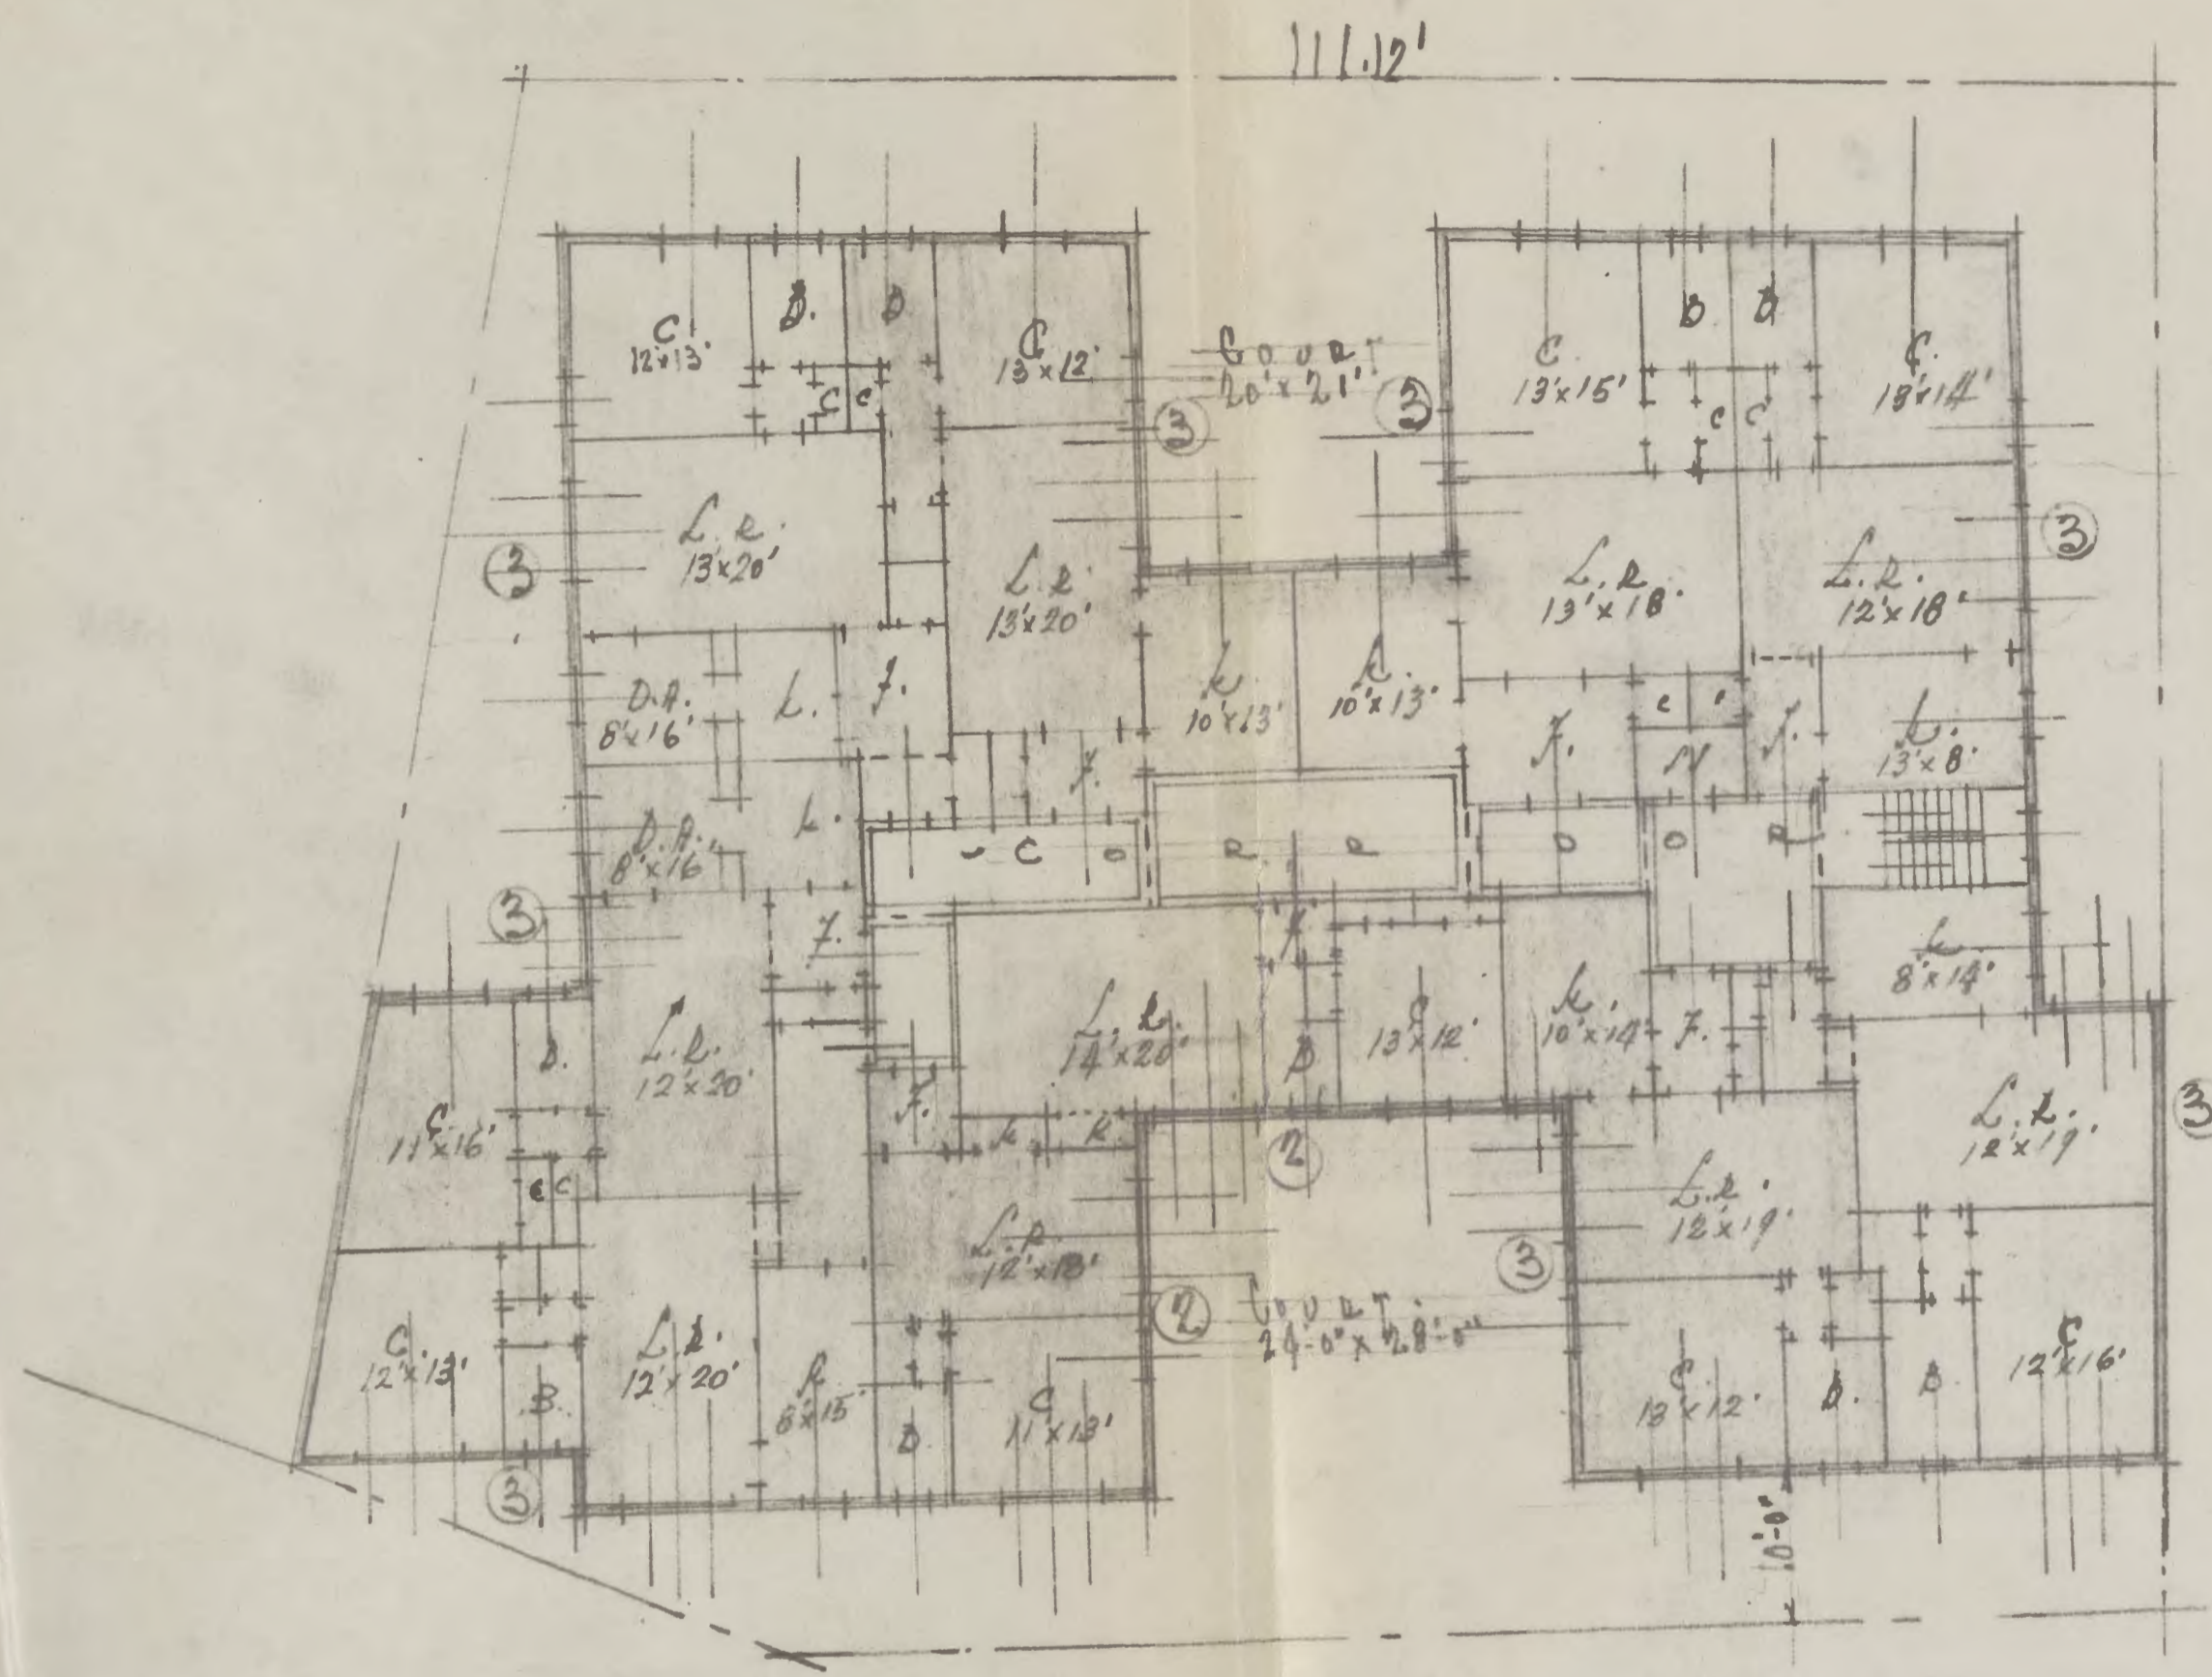 111.12'
C
12'x13'
B.
B
C
13'x12'
C
C
COURT
20'x21'
3
3
C.
13'x15'
B
B
C.
13'x14'
C
C
L.R.
13'x20'
3
L.R.
13'x20'
L.R.
13'x18'
L.R.
12'x18'
3
D.A.
8'x16'
L.
F.
K.
10'x13'
K.
10'x13'
F.
C
F.
K.
13'x8'
D.A.
8'x16'
K.
F.
C O R R
O O R
3
F.
L.R.
12'x20'
L.R.
14'x20'
F
B
C
13'x12'
K.
10'x14'
F.
K.
8'x14'
C.
11'x16'
B.
C C
F.
K. K.
2
L.R.
12'x19'
L.R.
12'x19'
3
L.R.
12'x18'
2
COURT.
24'-0"x28'-0"
3
C.
12'x13'
B.
3
L.R.
12'x20'
K
8'x15'
B
C
11'x13'
C.
13'x12'
B.
B.
C
12'x16'
10'-0"